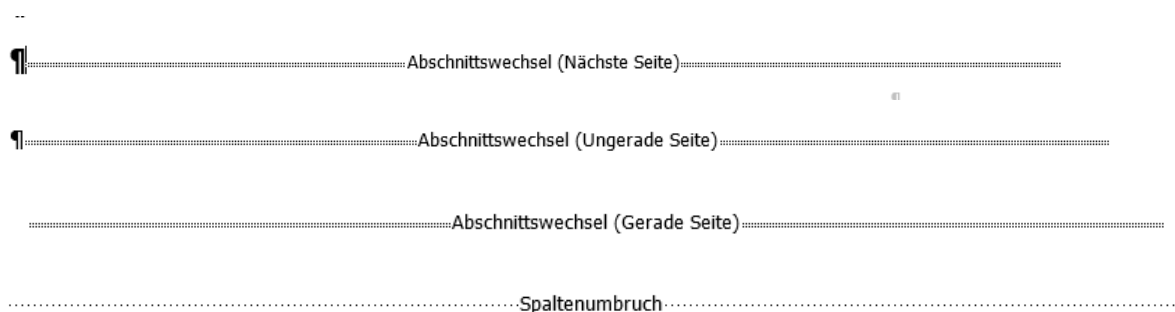 --
¶ Abschnittswechsel (Nächste Seite)
¶
¶ Abschnittswechsel (Ungerade Seite)
Abschnittswechsel (Gerade Seite)
Spaltenumbruch